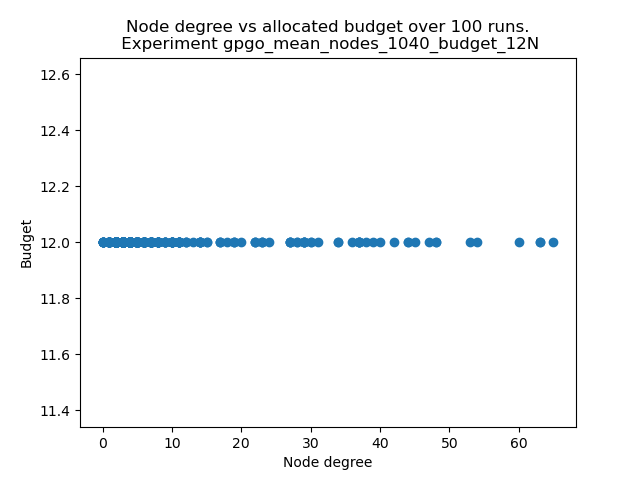 Node degree vs allocated budget over 100 runs.
Experiment gpgo_mean_nodes_1040_budget_12N
12.6
12.4
12.2
12.0
11.8
11.6
11.4
Budget
0 10 20 30 40 50 60
Node degree